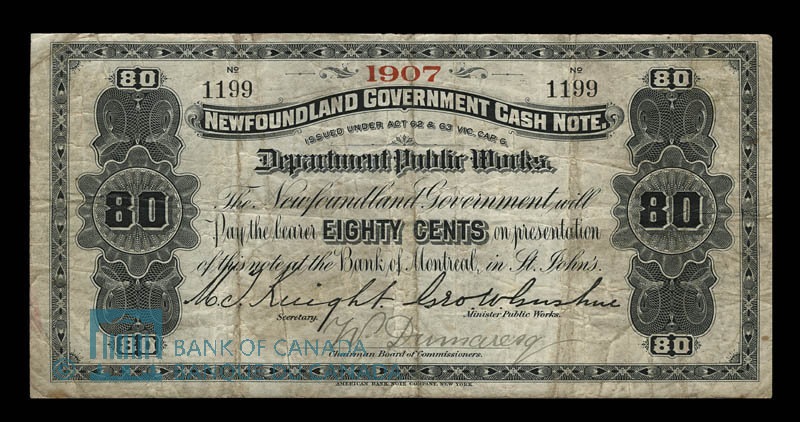 80 1907 80
No 1199 No 1199
NEWFOUNDLAND GOVERNMENT CASH NOTE.
ISSUED UNDER ACT 62 & 63 VIC. CAP 6.
Department Public Works.
The Newfoundland Government will
80 Pay the bearer EIGHTY CENTS on presentation 80
of this note at the Bank of Montreal, in St. John's.
Secretary. Minister Public Works.
80 Chairman Board of Commissioners. 80
AMERICAN BANK NOTE COMPANY, NEW YORK
© BANK OF CANADA
BANQUE DU CANADA